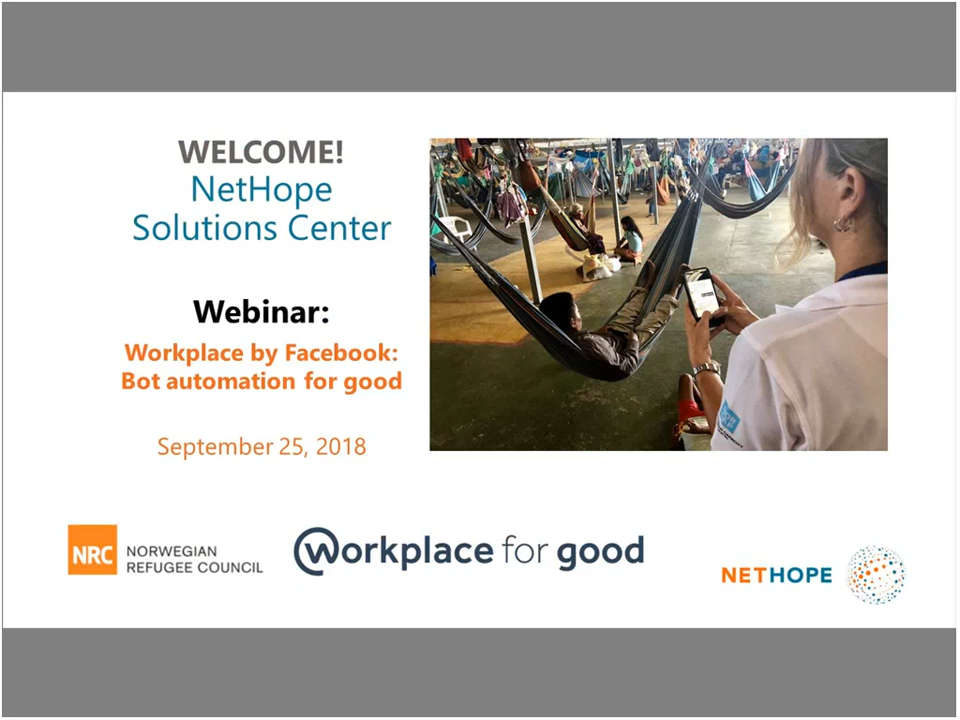 WELCOME!
NetHope
Solutions Center
Webinar:
Workplace by Facebook:
Bot automation for good
September 25, 2018
NRC
NORWEGIAN
REFUGEE COUNCIL
Workplace for good
NETHOPE